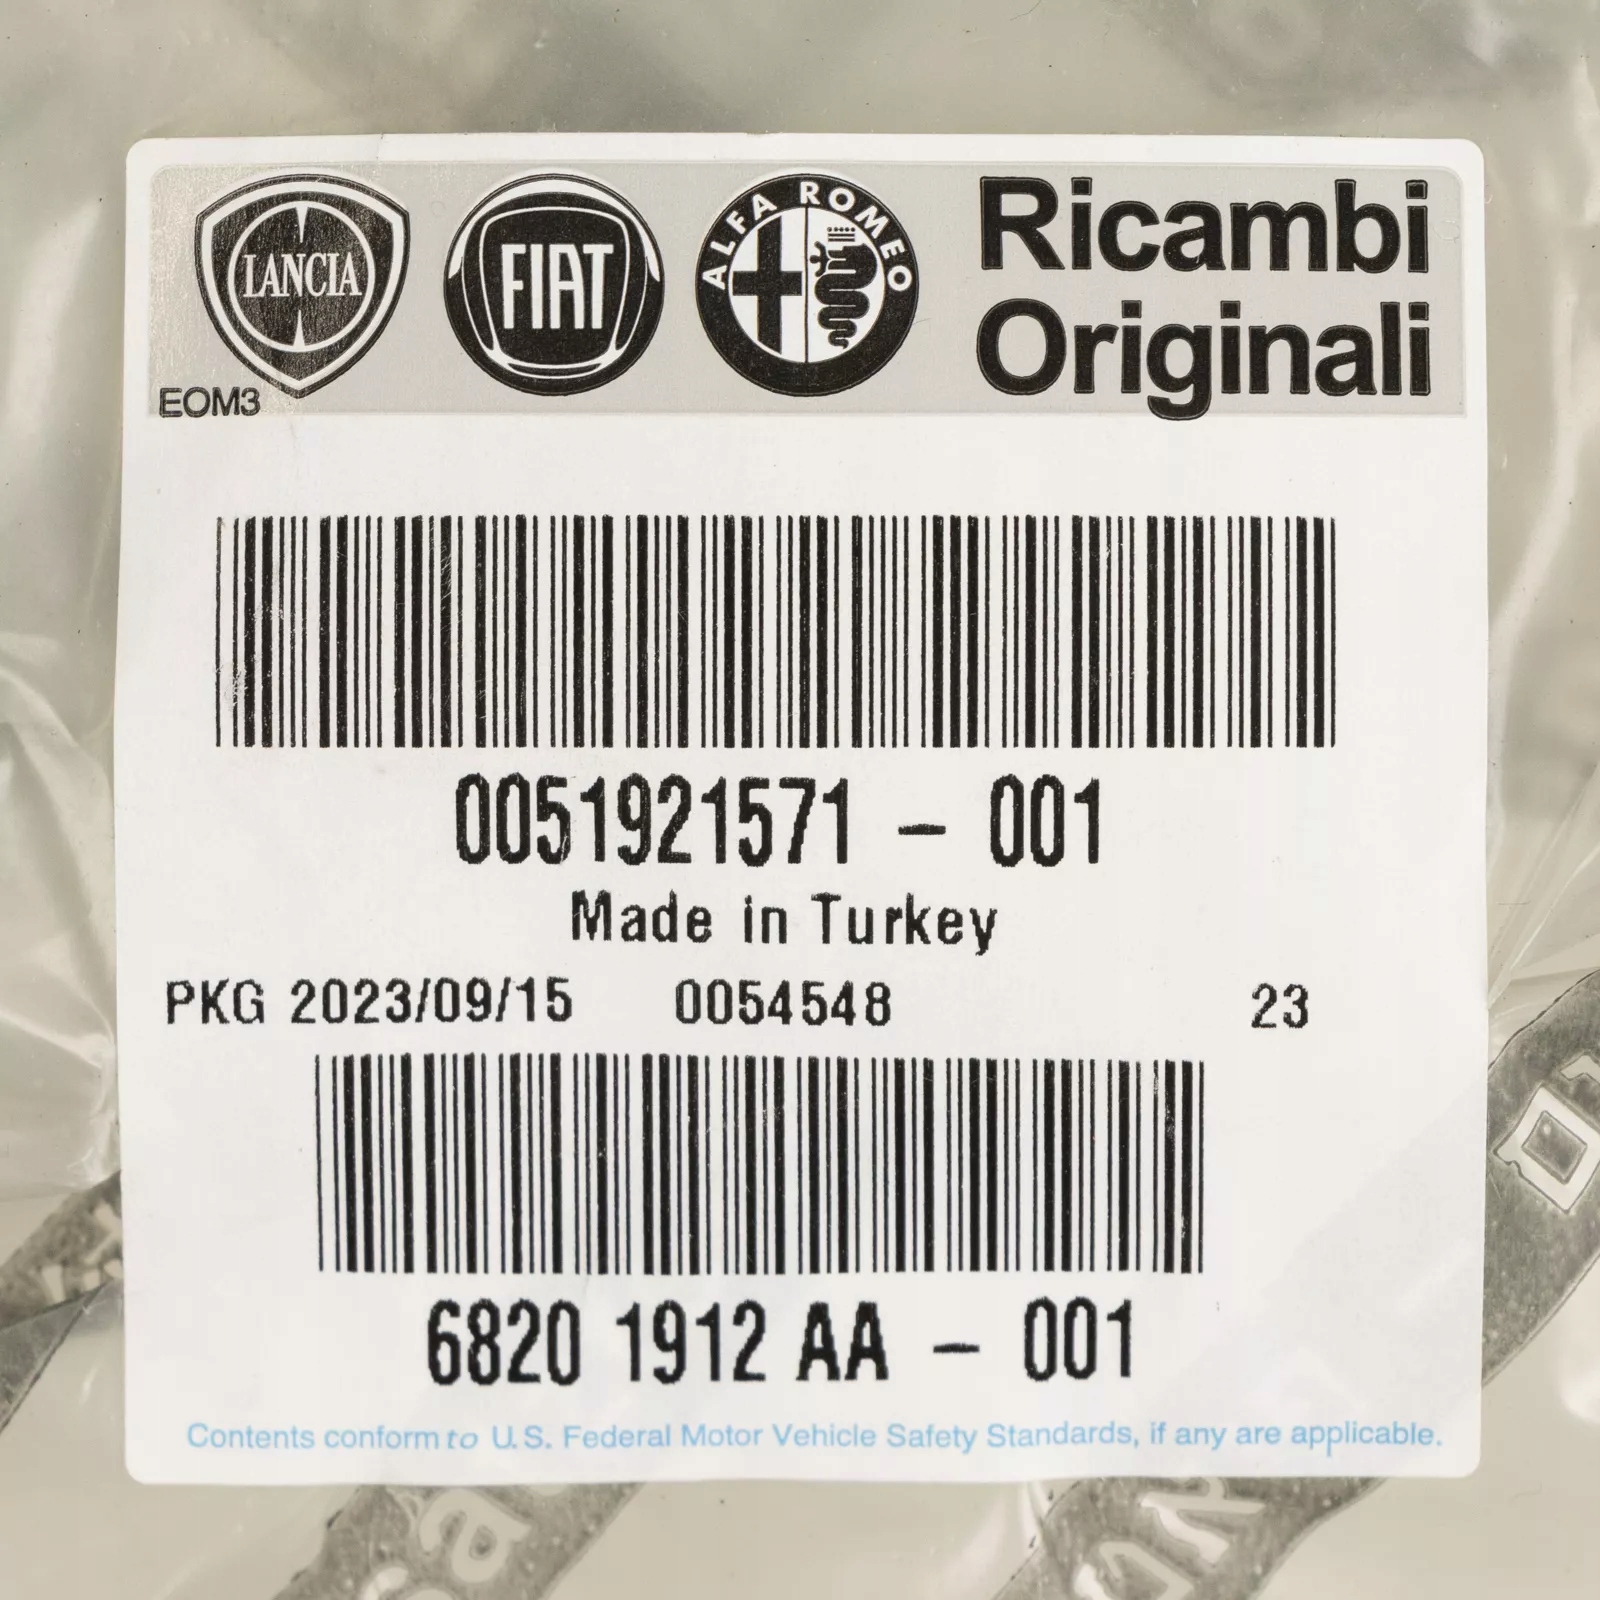 LANCIA
FIAT
ALFA ROMEO
Ricambi
Originali
EOM3
0051921571 - 001
Made in Turkey
PKG 2023/09/15 0054548 23
6820 1912 AA - 001
Contents conform to U.S. Federal Motor Vehicle Safety Standards, if any are applicable.